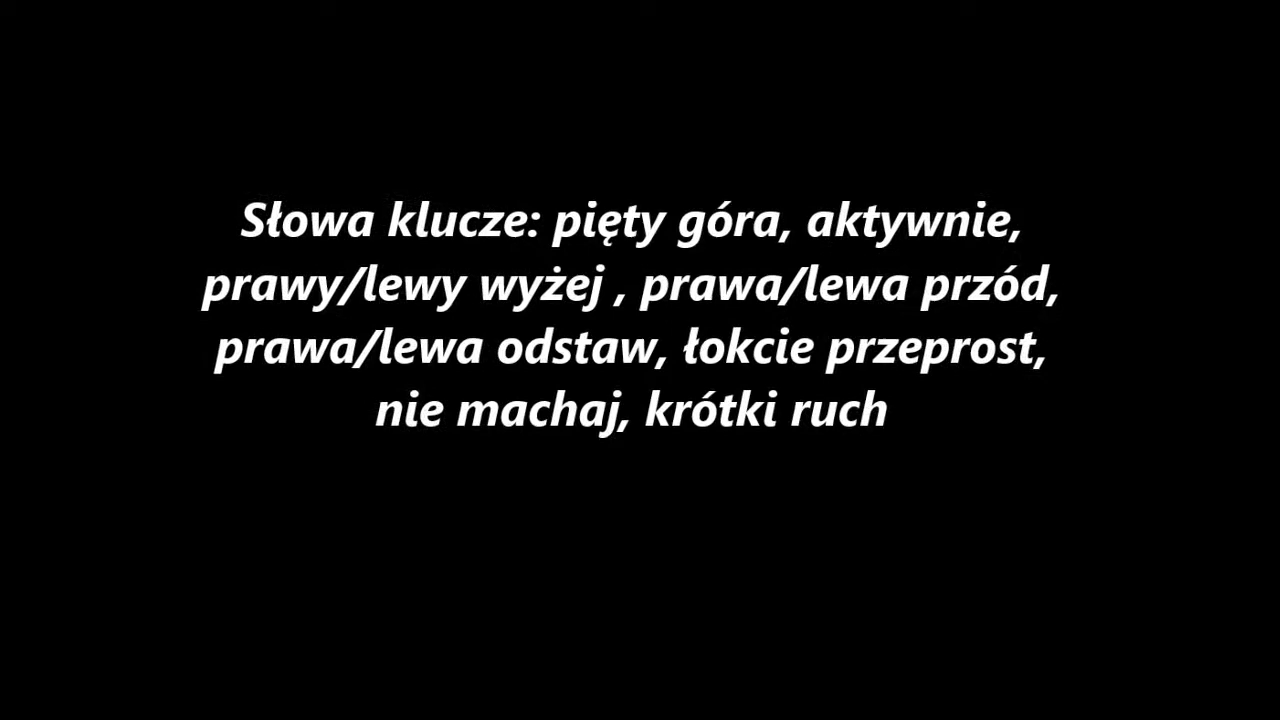 Słowa klucze: pięty góra, aktywnie,
prawy/lewy wyżej , prawa/lewa przód,
prawa/lewa odstaw, łokcie przeprost,
nie machaj, krótki ruch